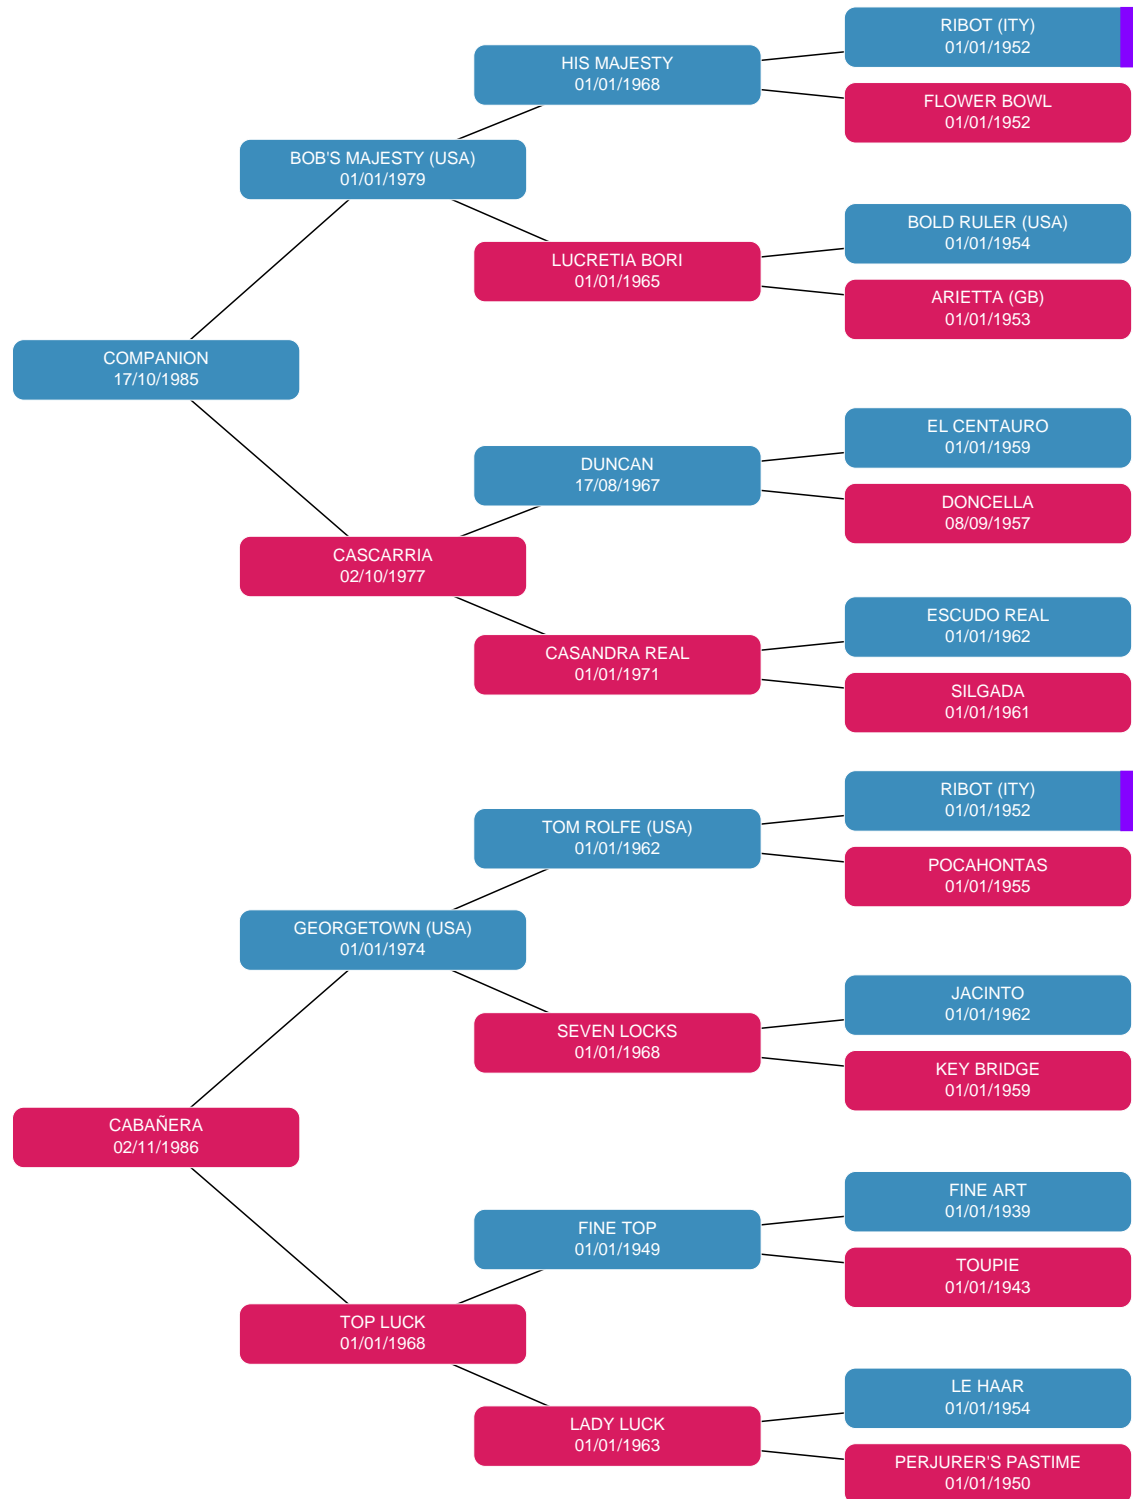 RIBOT (ITY)
01/01/1952
HIS MAJESTY
01/01/1968
FLOWER BOWL
01/01/1952
BOB'S MAJESTY (USA)
01/01/1979
BOLD RULER (USA)
01/01/1954
LUCRETIA BORI
01/01/1965
ARIETTA (GB)
01/01/1953
COMPANION
17/10/1985
EL CENTAURO
01/01/1959
DUNCAN
17/08/1967
DONCELLA
08/09/1957
CASCARRIA
02/10/1977
ESCUDO REAL
01/01/1962
CASANDRA REAL
01/01/1971
SILGADA
01/01/1961
RIBOT (ITY)
01/01/1952
TOM ROLFE (USA)
01/01/1962
POCAHONTAS
01/01/1955
GEORGETOWN (USA)
01/01/1974
JACINTO
01/01/1962
SEVEN LOCKS
01/01/1968
KEY BRIDGE
01/01/1959
CABAÑERA
02/11/1986
FINE ART
01/01/1939
FINE TOP
01/01/1949
TOUPIE
01/01/1943
TOP LUCK
01/01/1968
LE HAAR
01/01/1954
LADY LUCK
01/01/1963
PERJURER'S PASTIME
01/01/1950